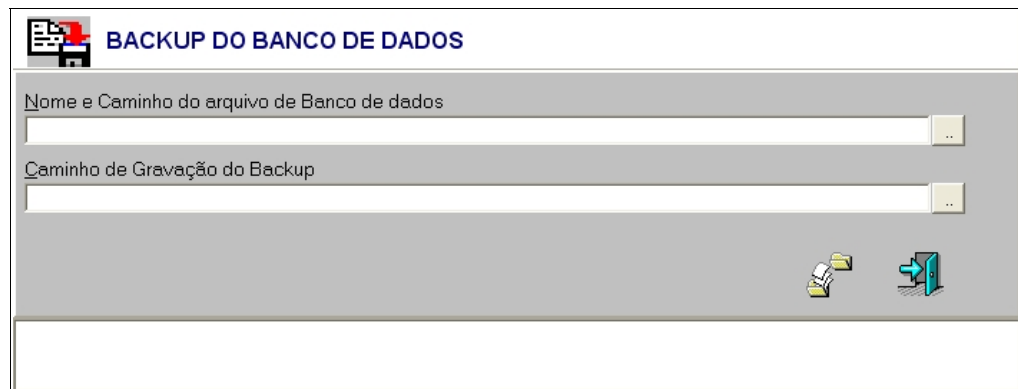 BACKUP DO BANCO DE DADOS
Nome e Caminho do arquivo de Banco de dados
..
Caminho de Gravação do Backup
..